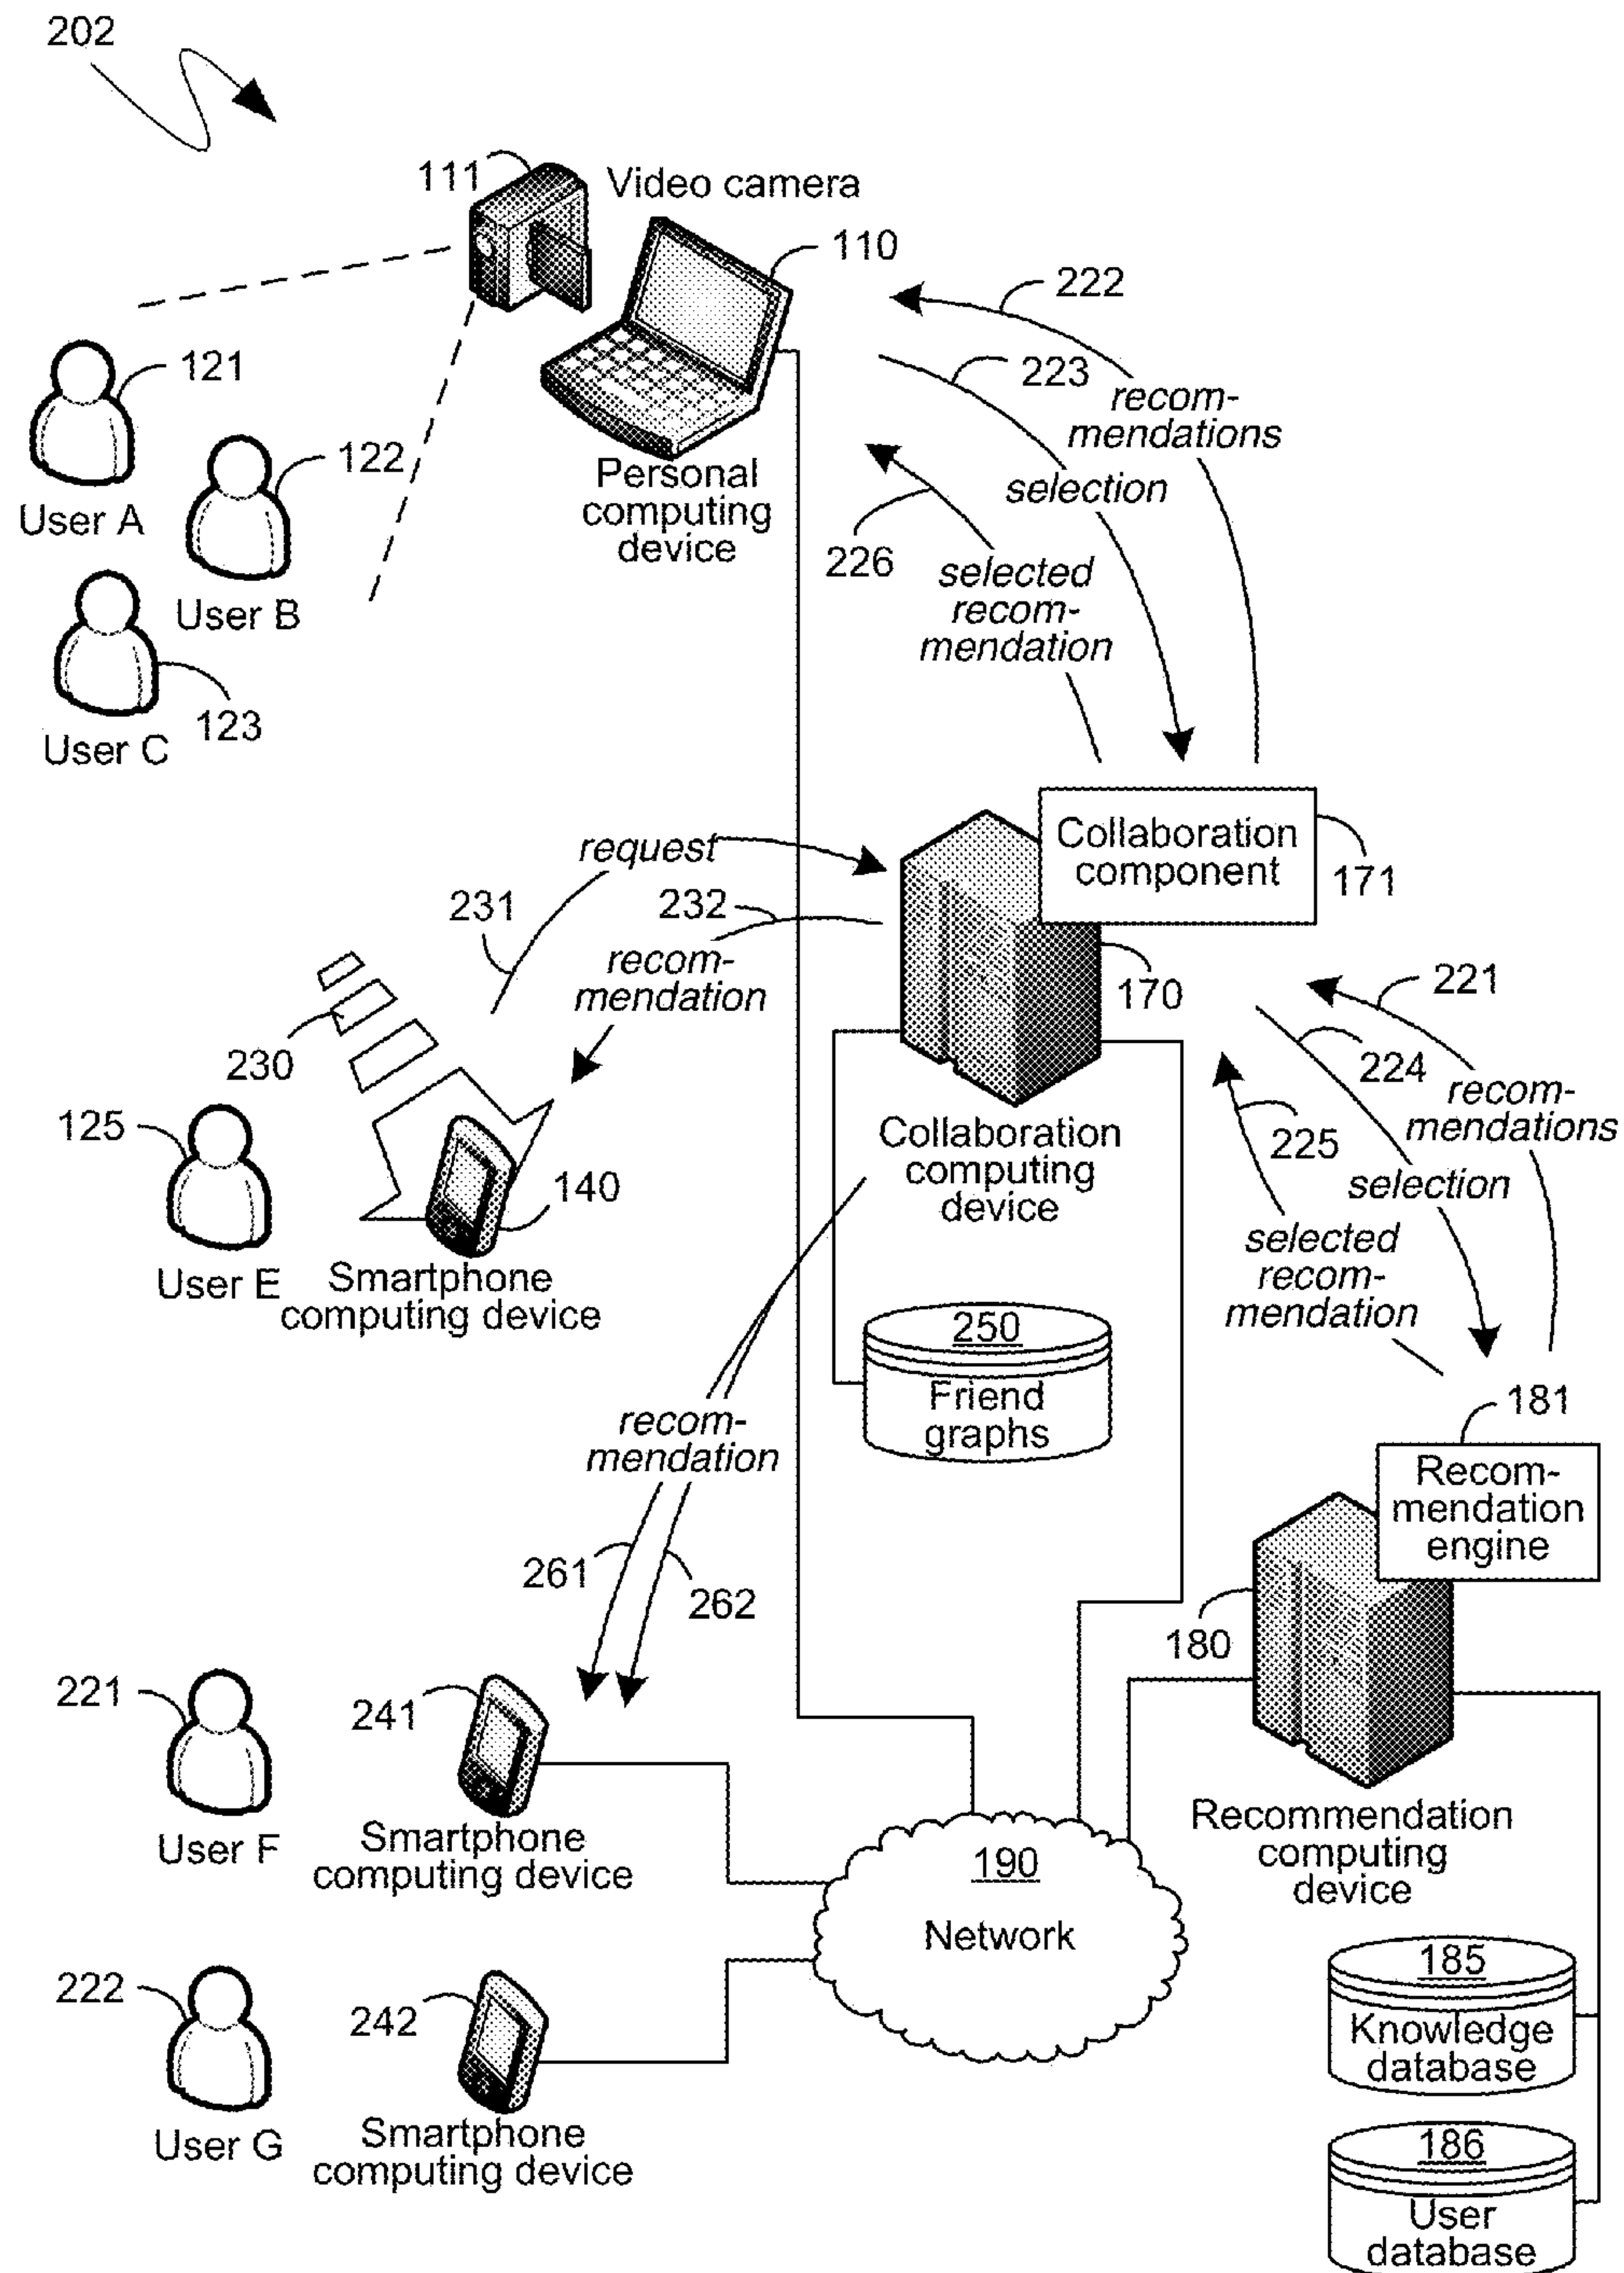 202
111
Video camera
110
222
223
recom-
mendations
selection
121
User A
122
User B
Personal
computing
device
226
selected
recom-
mendation
123
User C
request
Collaboration
component
171
231
232
recom-
mendation
170
230
221
224
recom-
mendations
225
selection
selected
recom-
mendation
125
User E
140
Smartphone
computing device
Collaboration
computing
device
250
Friend
graphs
recom-
mendation
181
Recom-
mendation
engine
261
262
180
Recommendation
computing
device
221
User F
241
Smartphone
computing device
190
Network
222
User G
242
Smartphone
computing device
185
Knowledge
database
186
User
database